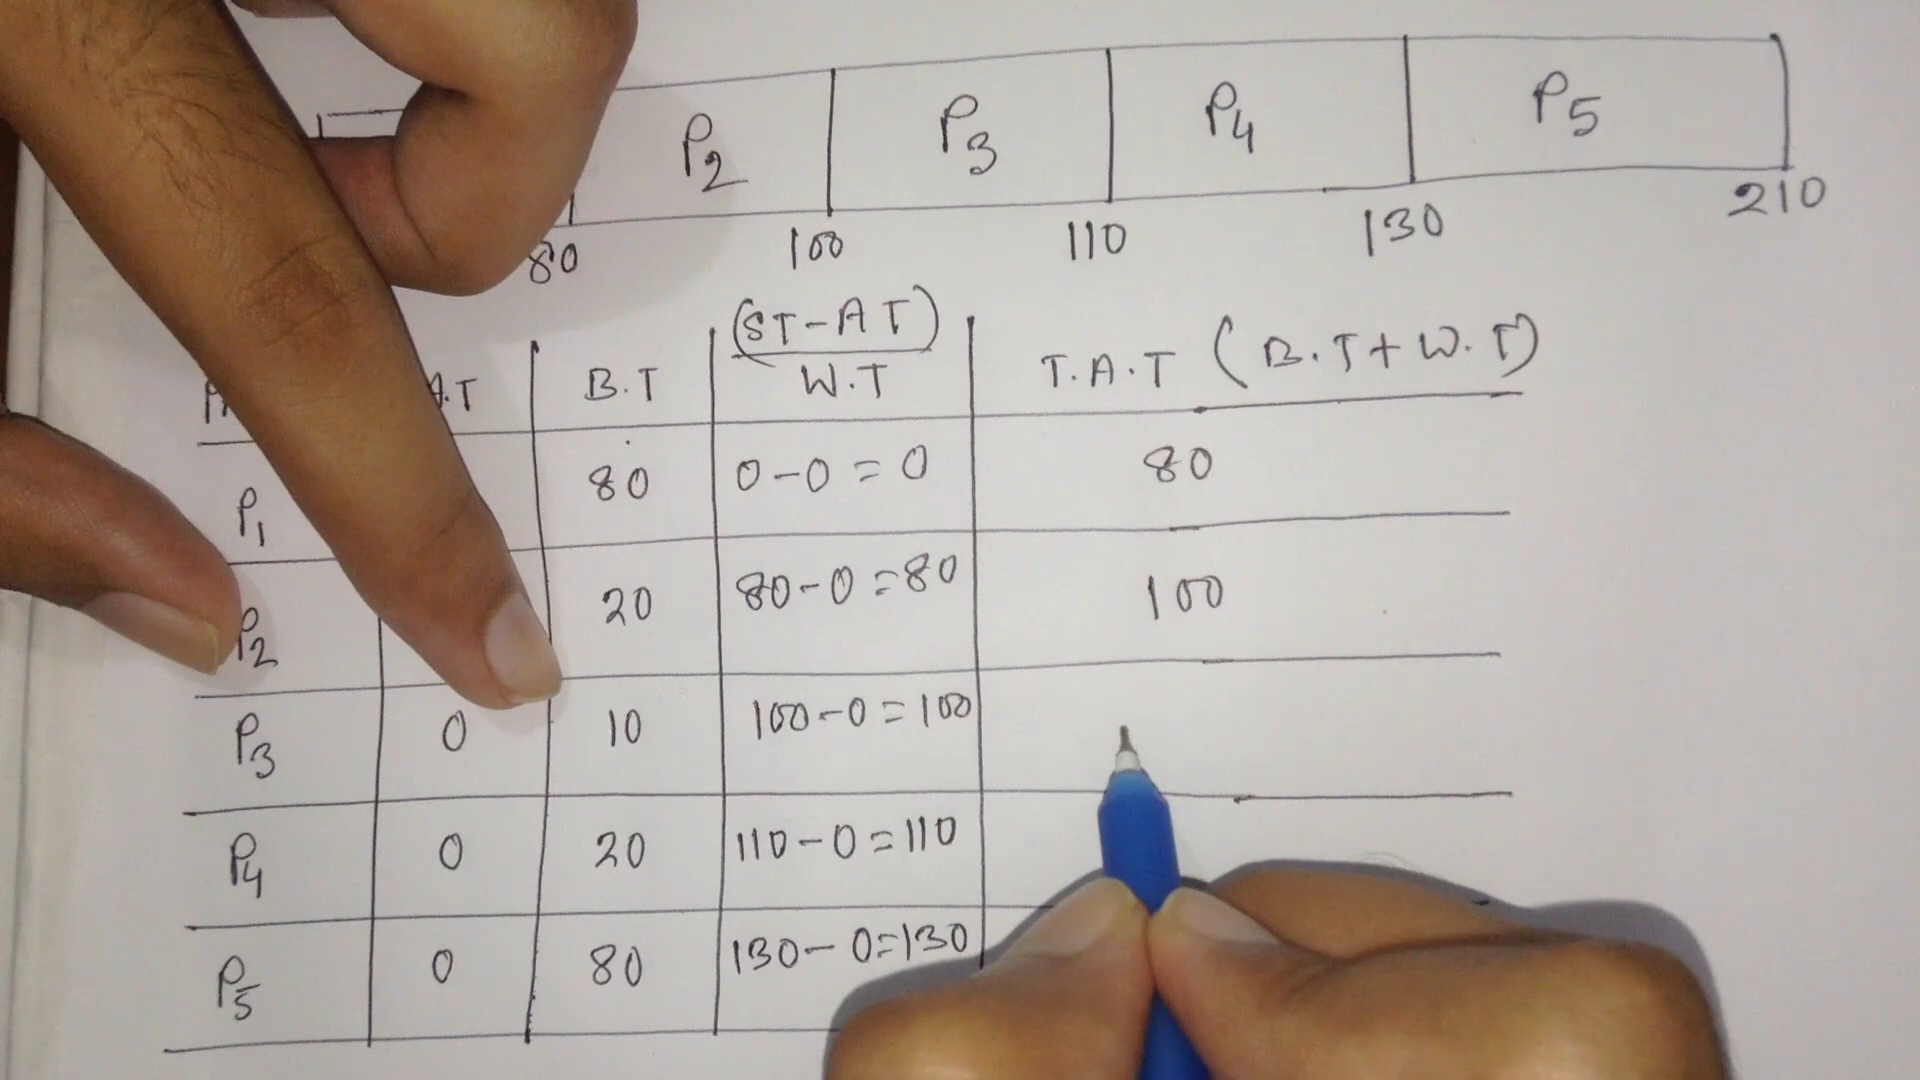 P2 P3 P4 P5
80 100 110 130 210
(ST-AT)
A.T B.T W.T T.A.T (B.T+W.T)
P1 80 0-0=0 80
P2 20 80-0=80 100
P3 0 10 100-0=100
P4 0 20 110-0=110
P5 0 80 130-0=130